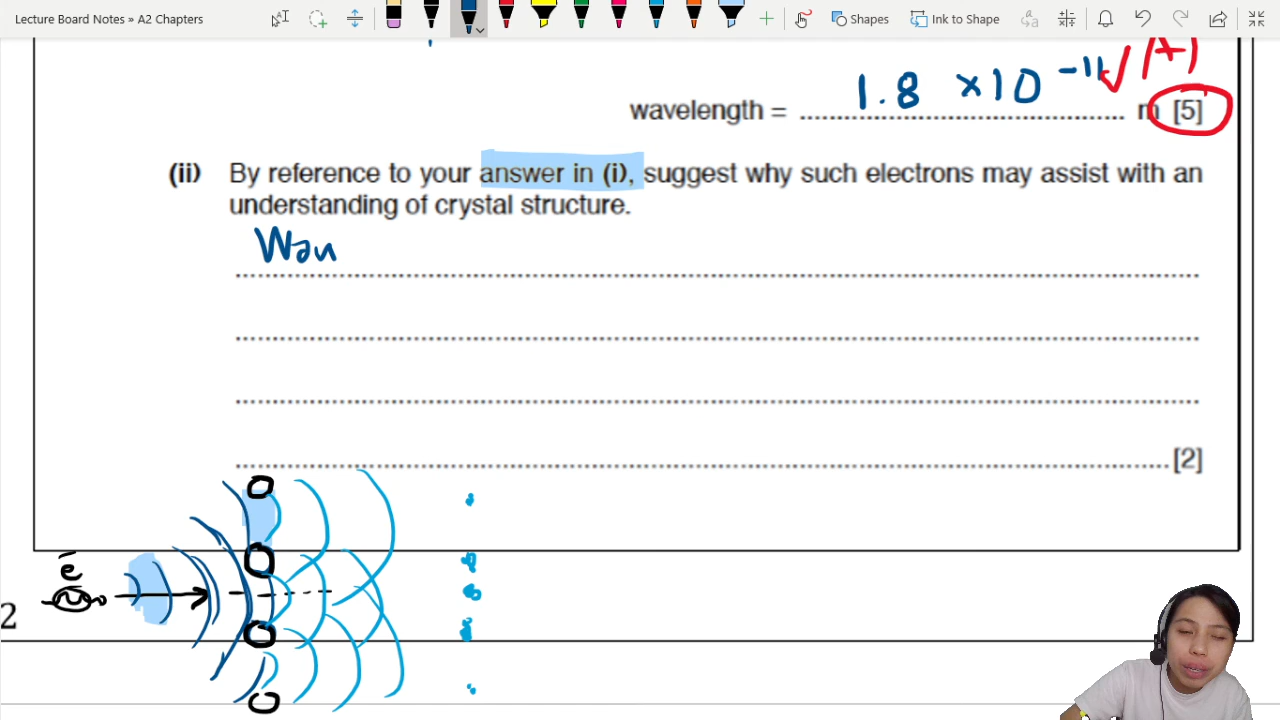 Lecture Board Notes » A2 Chapters
Shapes
Ink to Shape
wavelength = 1.8 ×10⁻¹¹ m [5]
(ii) By reference to your answer in (i), suggest why such electrons may assist with an
understanding of crystal structure.
Wav
[2]
e⁻
2